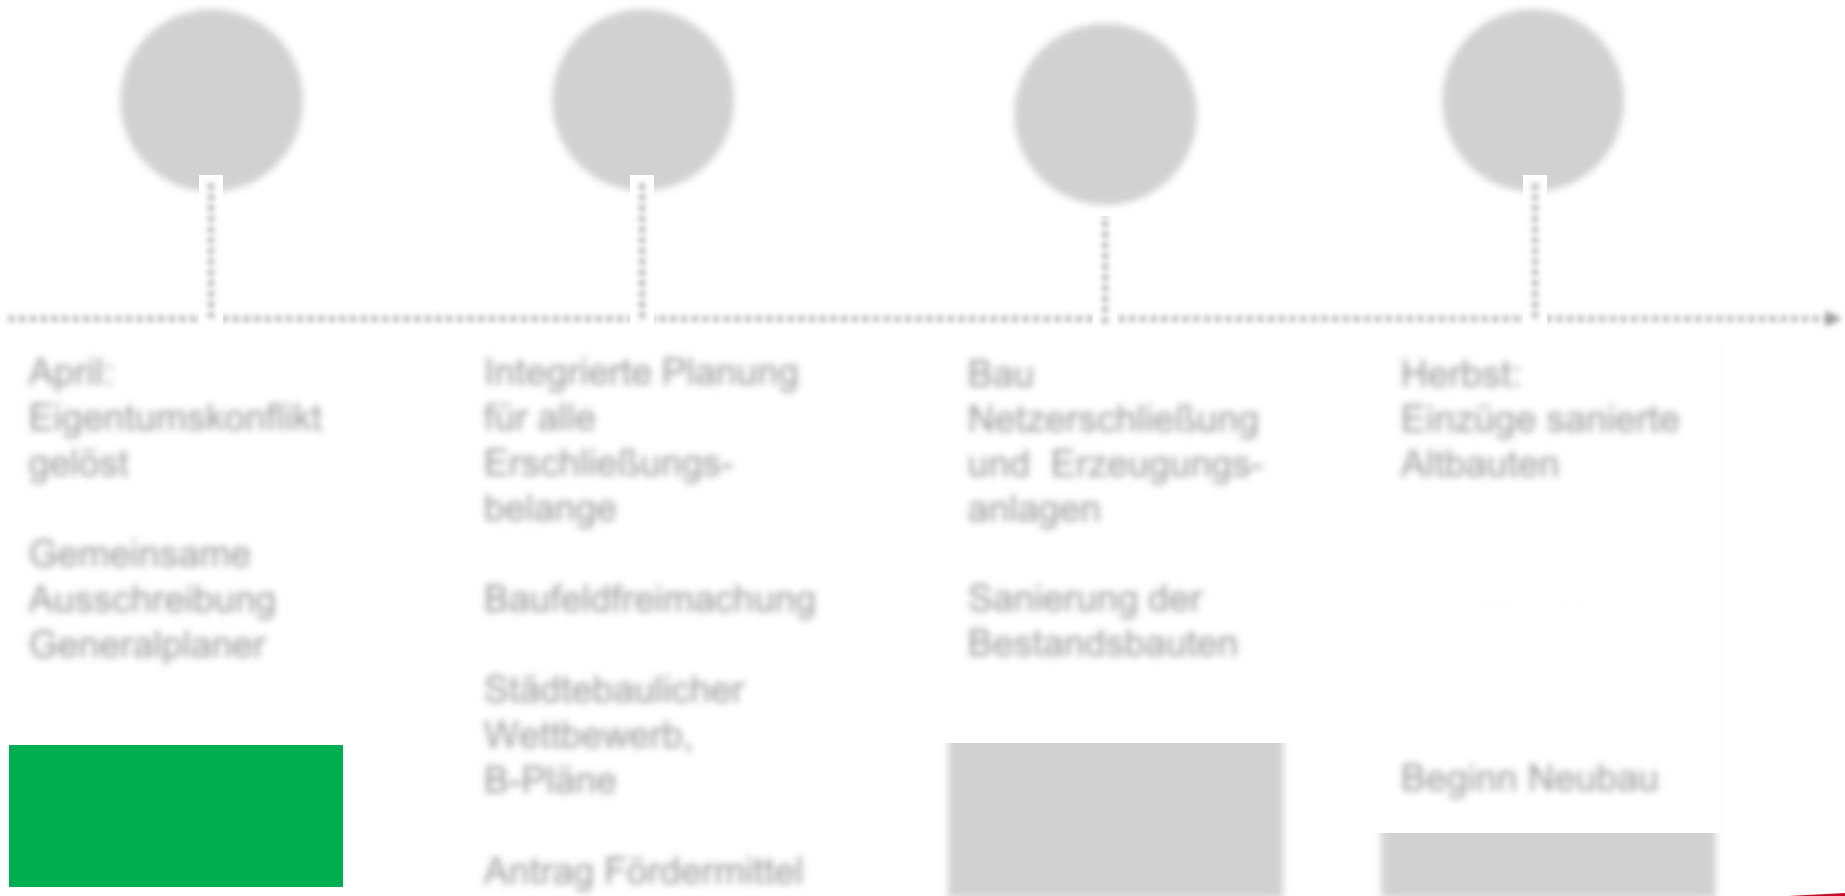 April:
Eigentumskonflikt
gelöst
Gemeinsame
Ausschreibung
Generalplaner
Integrierte Planung
für alle
Erschließungs-
belange
Baufeldfreimachung
Städtebaulicher
Wettbewerb,
B-Pläne
Antrag Fördermittel
Bau
Netzerschließung
und Erzeugungs-
anlagen
Sanierung der
Bestandsbauten
Herbst:
Einzüge sanierte
Altbauten
Beginn Neubau